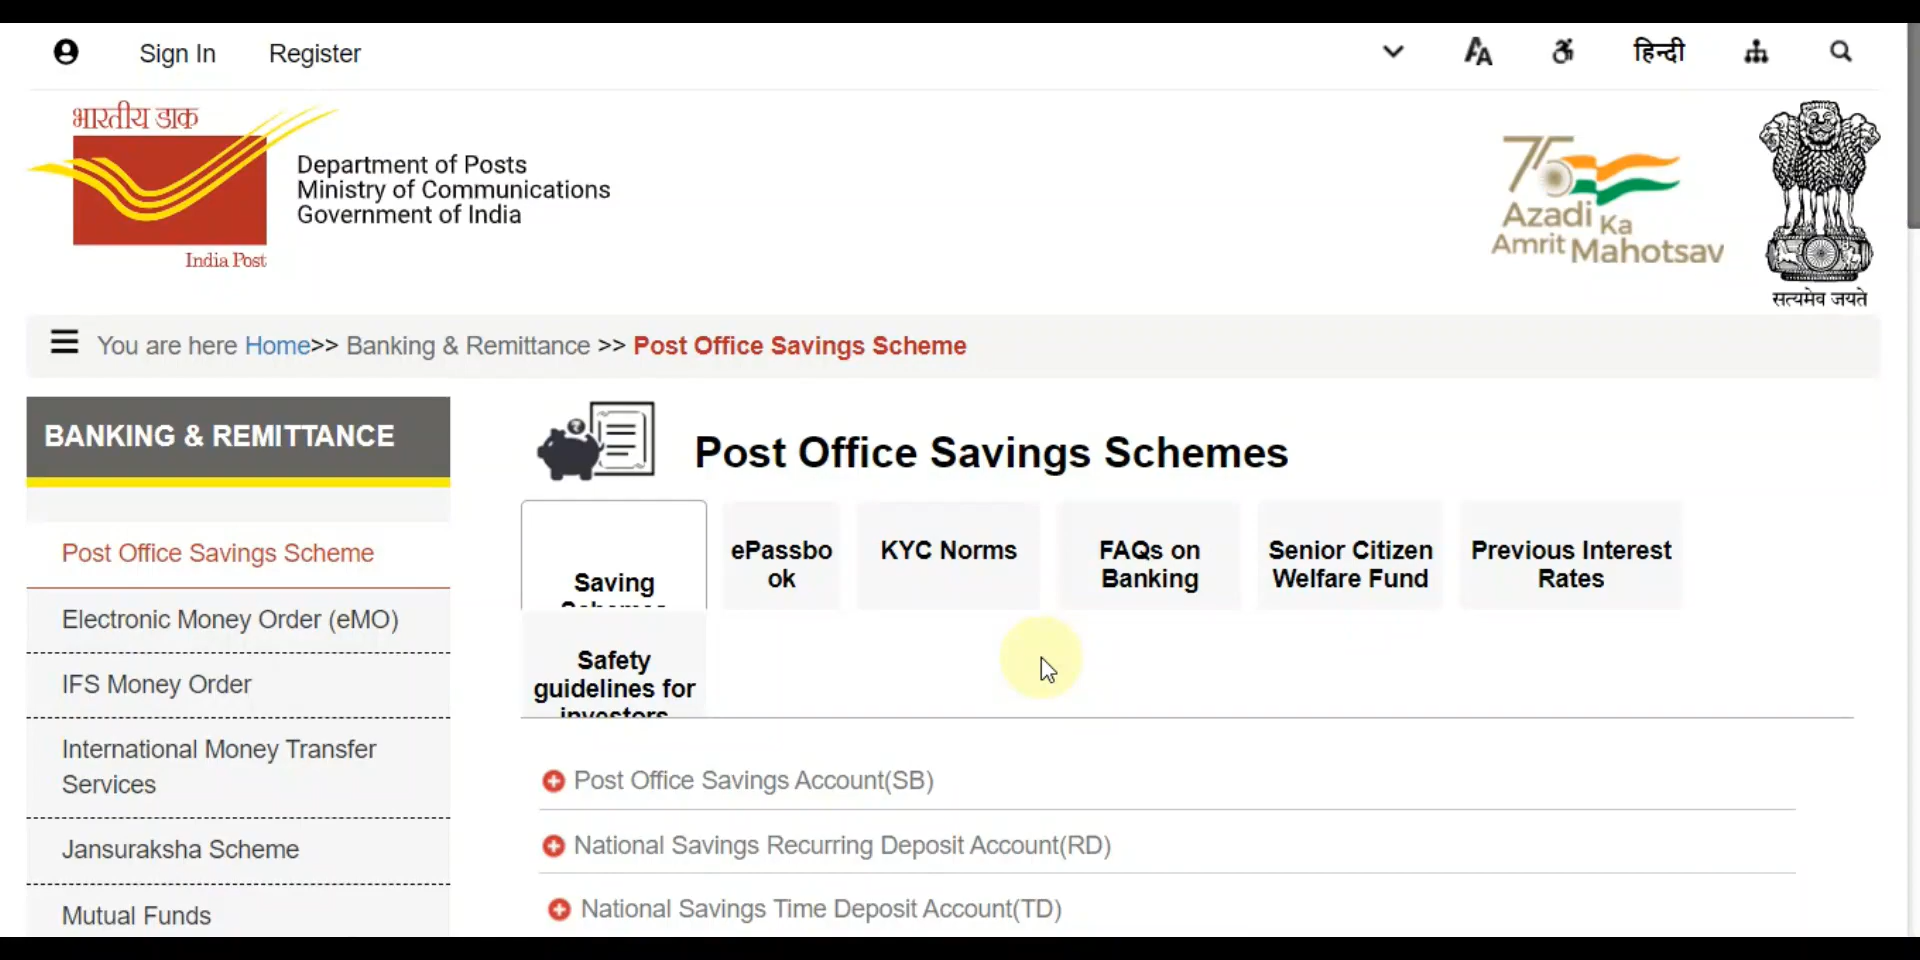 Sign In
Register
हिन्दी
भारतीय डाक
India Post
Department of Posts
Ministry of Communications
Government of India
75
Azadi Ka
Amrit Mahotsav
सत्यमेव जयते
You are here Home>> Banking & Remittance >> Post Office Savings Scheme
BANKING & REMITTANCE
Post Office Savings Scheme
Electronic Money Order (eMO)
IFS Money Order
International Money Transfer
Services
Jansuraksha Scheme
Mutual Funds
Post Office Savings Schemes
Saving
Schemes
ePassbo
ok
KYC Norms
FAQs on
Banking
Senior Citizen
Welfare Fund
Previous Interest
Rates
Safety
guidelines for
investors
Post Office Savings Account(SB)
National Savings Recurring Deposit Account(RD)
National Savings Time Deposit Account(TD)